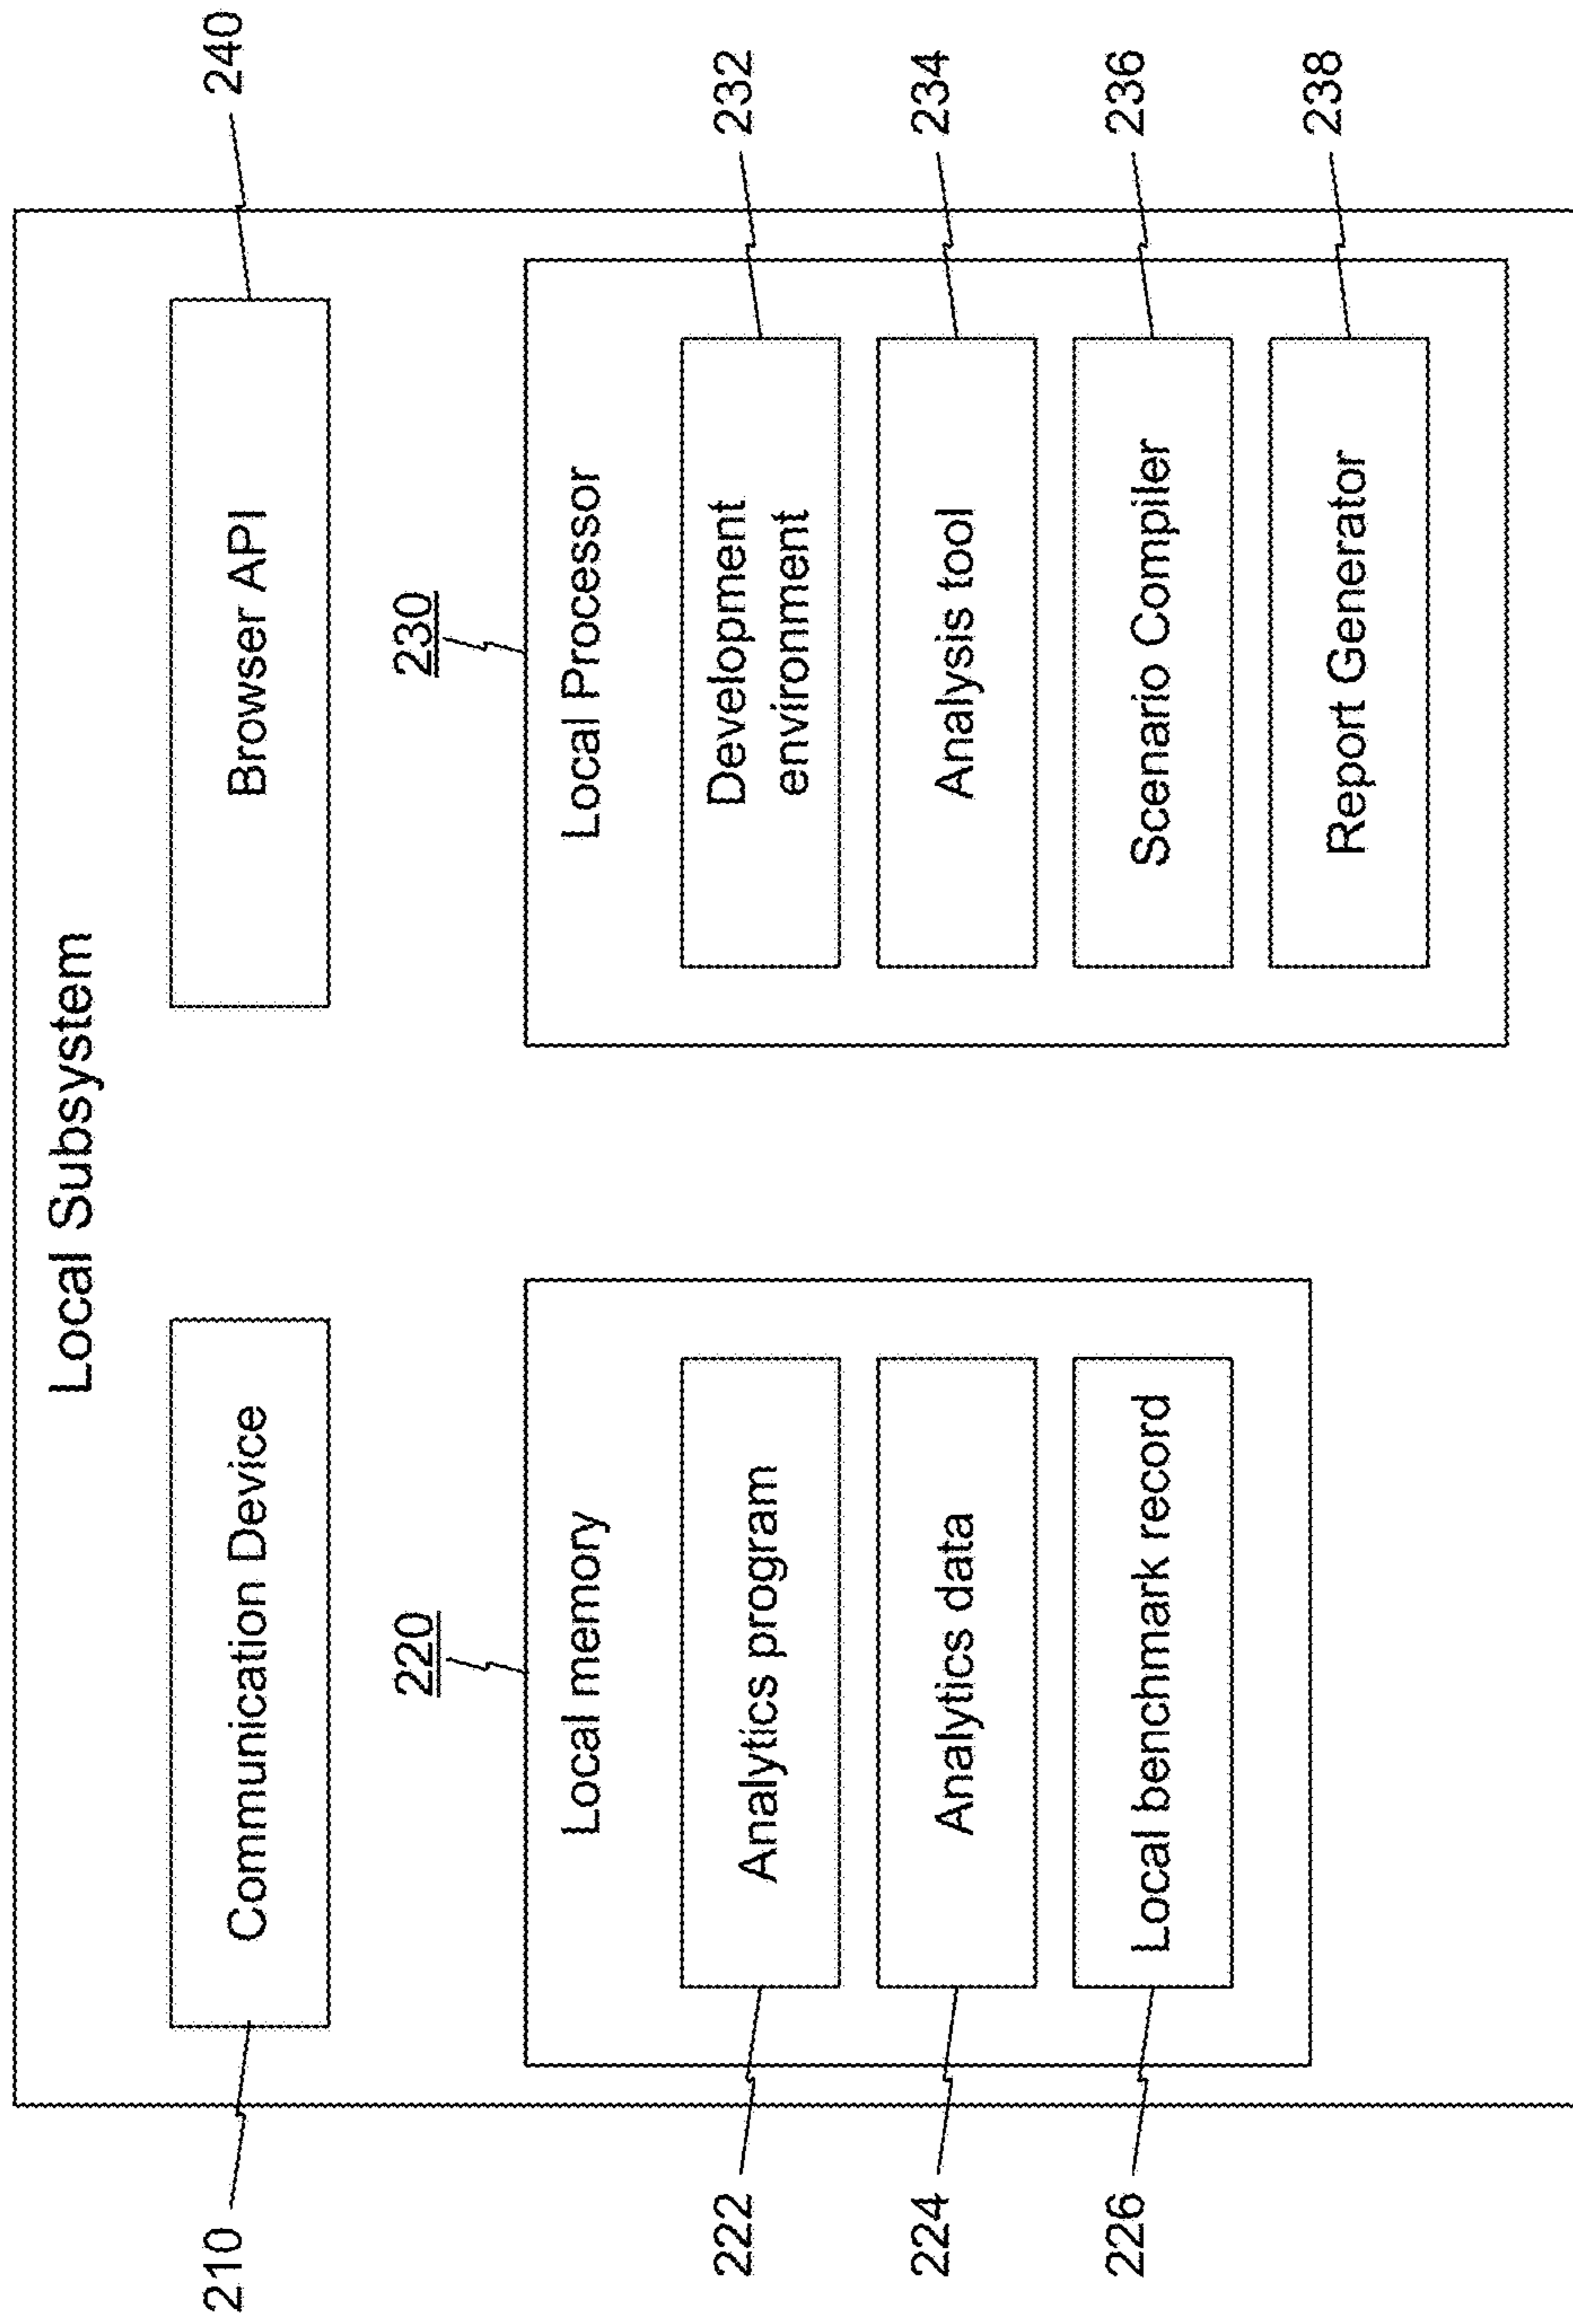 Local Subsystem
210
Communication Device
Browser API
240
220
Local memory
222
Analytics program
224
Analytics data
226
Local benchmark record
230
Local Processor
Development
environment
232
Analysis tool
234
Scenario Compiler
236
Report Generator
238